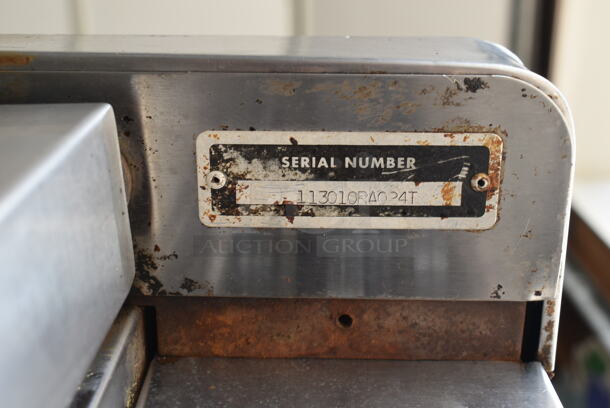 SERIAL NUMBER
113010RA024T
AUCTION GROUP